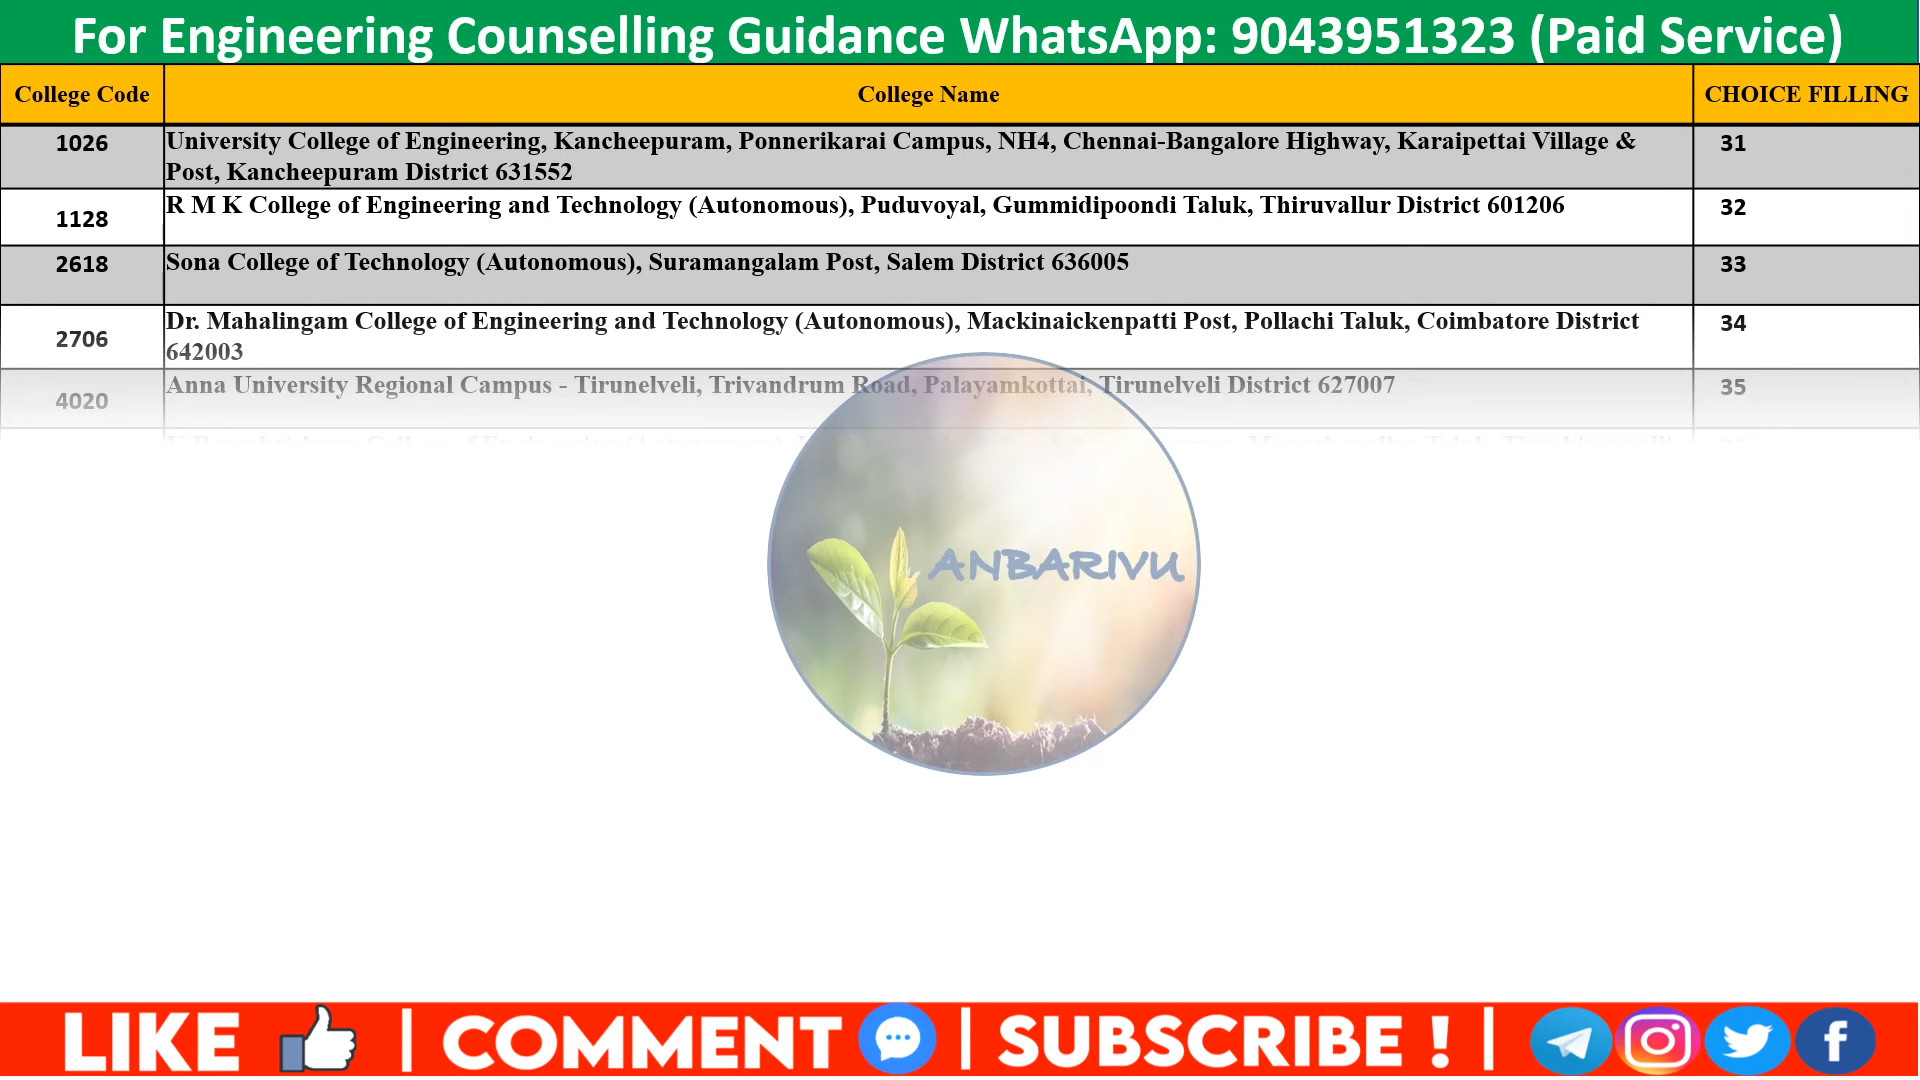 For Engineering Counselling Guidance WhatsApp: 9043951323 (Paid Service)
College Code College Name CHOICE FILLING
1026 University College of Engineering, Kancheepuram, Ponnerikarai Campus, NH4, Chennai-Bangalore Highway, Karaipettai Village & 31
Post, Kancheepuram District 631552
1128 R M K College of Engineering and Technology (Autonomous), Puduvoyal, Gummidipoondi Taluk, Thiruvallur District 601206 32
2618 Sona College of Technology (Autonomous), Suramangalam Post, Salem District 636005 33
2706 Dr. Mahalingam College of Engineering and Technology (Autonomous), Mackinaickenpatti Post, Pollachi Taluk, Coimbatore District 34
642003
4020 Anna University Regional Campus - Tirunelveli, Trivandrum Road, Palayamkottai, Tirunelveli District 627007 35
ANBARIVU
LIKE | COMMENT | SUBSCRIBE ! |